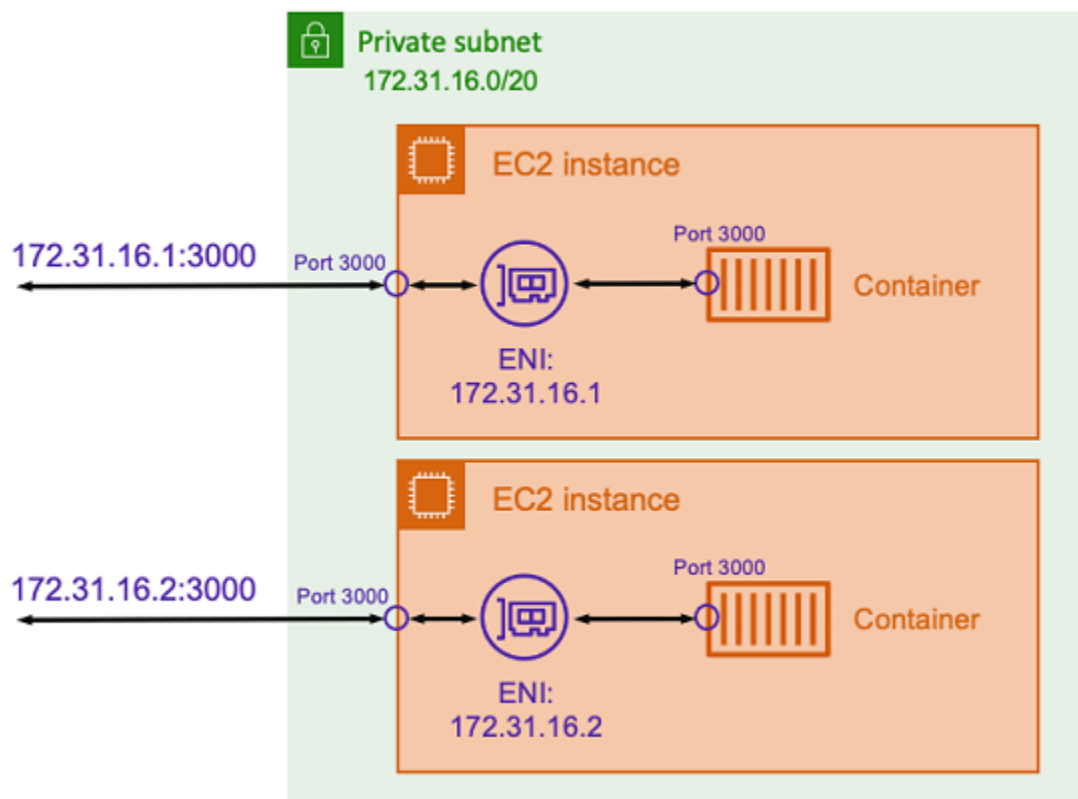 Private subnet
172.31.16.0/20
EC2 instance
Port 3000
172.31.16.1:3000
Port 3000
Container
ENI:
172.31.16.1
EC2 instance
Port 3000
172.31.16.2:3000
Port 3000
Container
ENI:
172.31.16.2